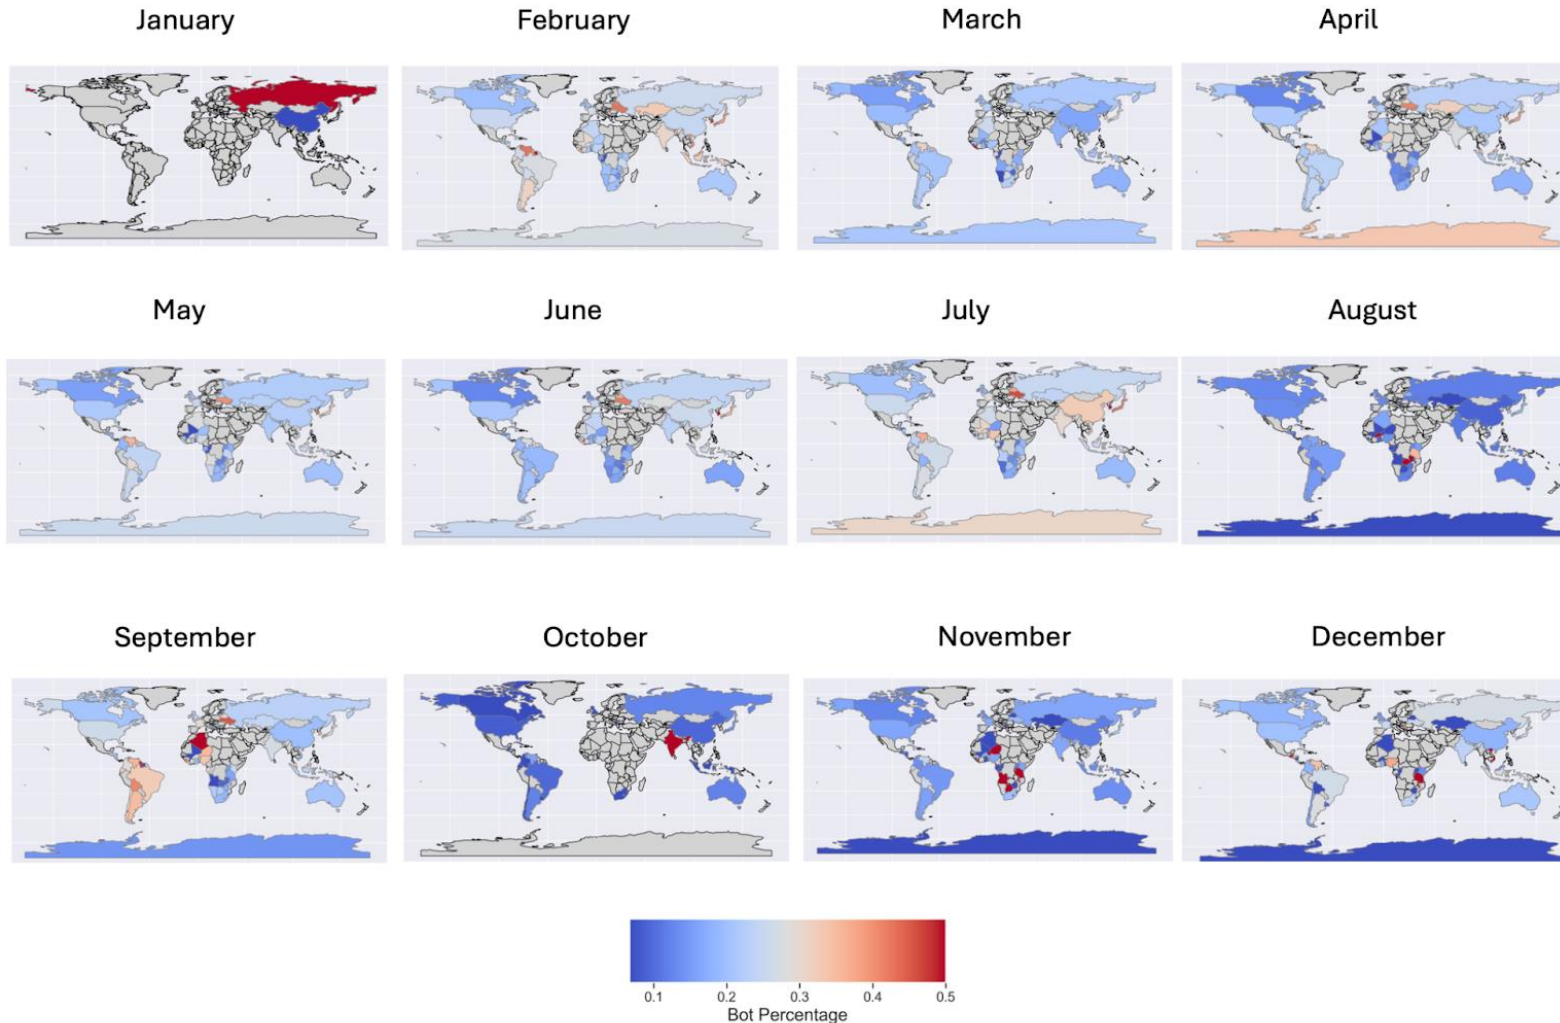 January
February
March
April
May
June
July
August
September
October
November
December
0.1
0.2
0.3
0.4
0.5
Bot Percentage